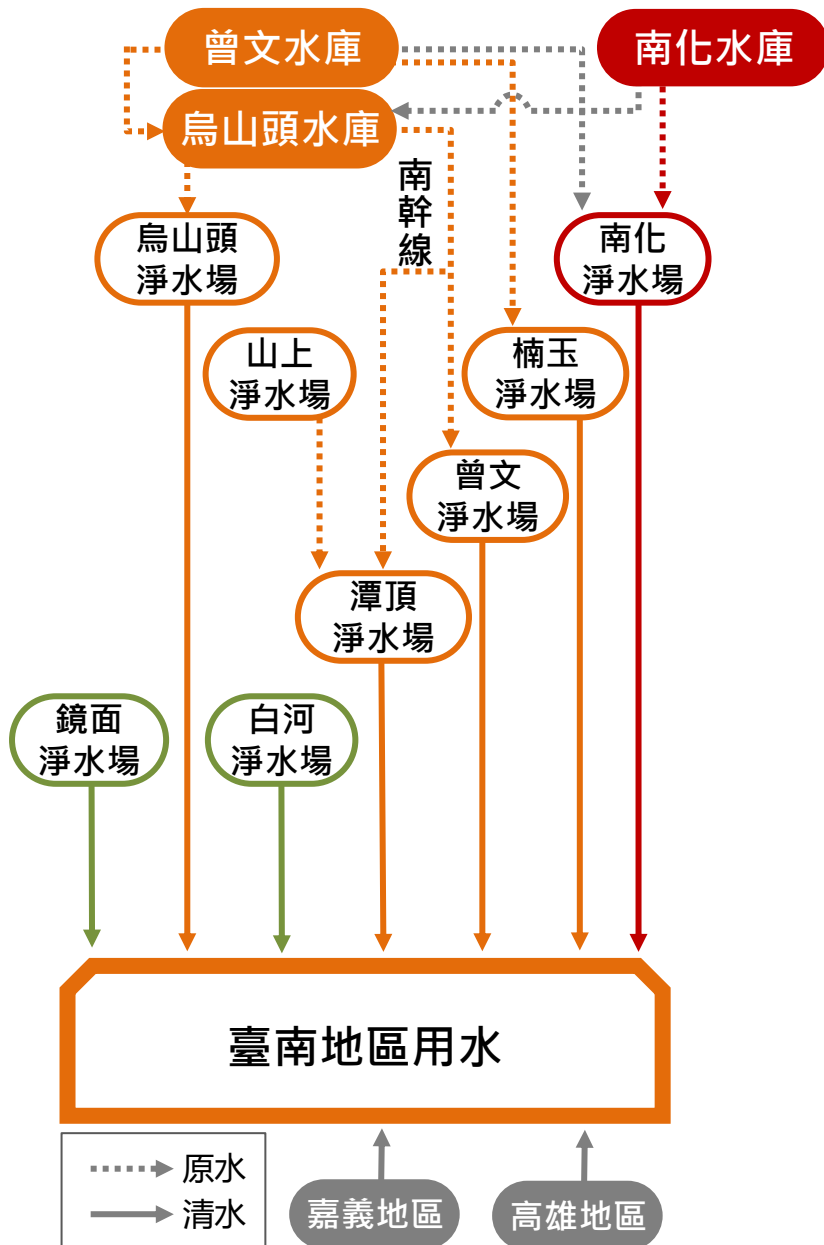 曾文水庫
南化水庫
烏山頭水庫
南幹線
烏山頭
淨水場
南化
淨水場
山上
淨水場
楠玉
淨水場
曾文
淨水場
潭頂
淨水場
鏡面
淨水場
白河
淨水場
臺南地區用水
原水
清水
嘉義地區
高雄地區